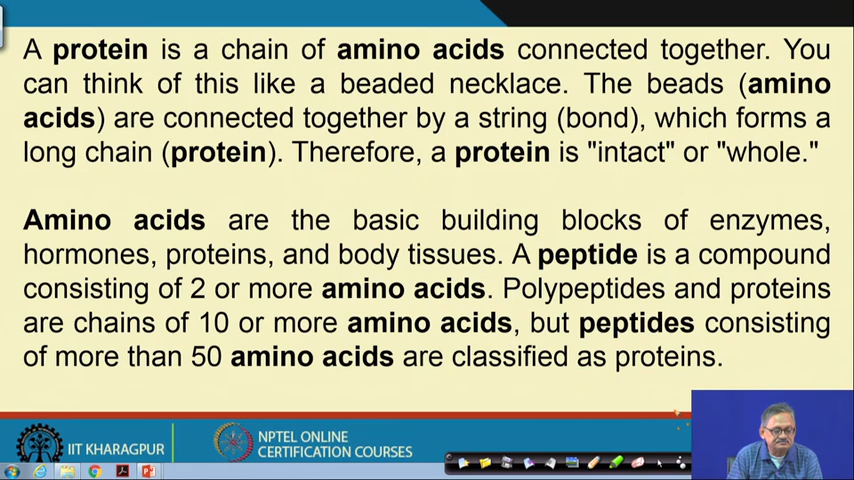 A protein is a chain of amino acids connected together. You
can think of this like a beaded necklace. The beads (amino
acids) are connected together by a string (bond), which forms a
long chain (protein). Therefore, a protein is "intact" or "whole."
Amino acids are the basic building blocks of enzymes,
hormones, proteins, and body tissues. A peptide is a compound
consisting of 2 or more amino acids. Polypeptides and proteins
are chains of 10 or more amino acids, but peptides consisting
of more than 50 amino acids are classified as proteins.
IIT KHARAGPUR
NPTEL ONLINE
CERTIFICATION COURSES